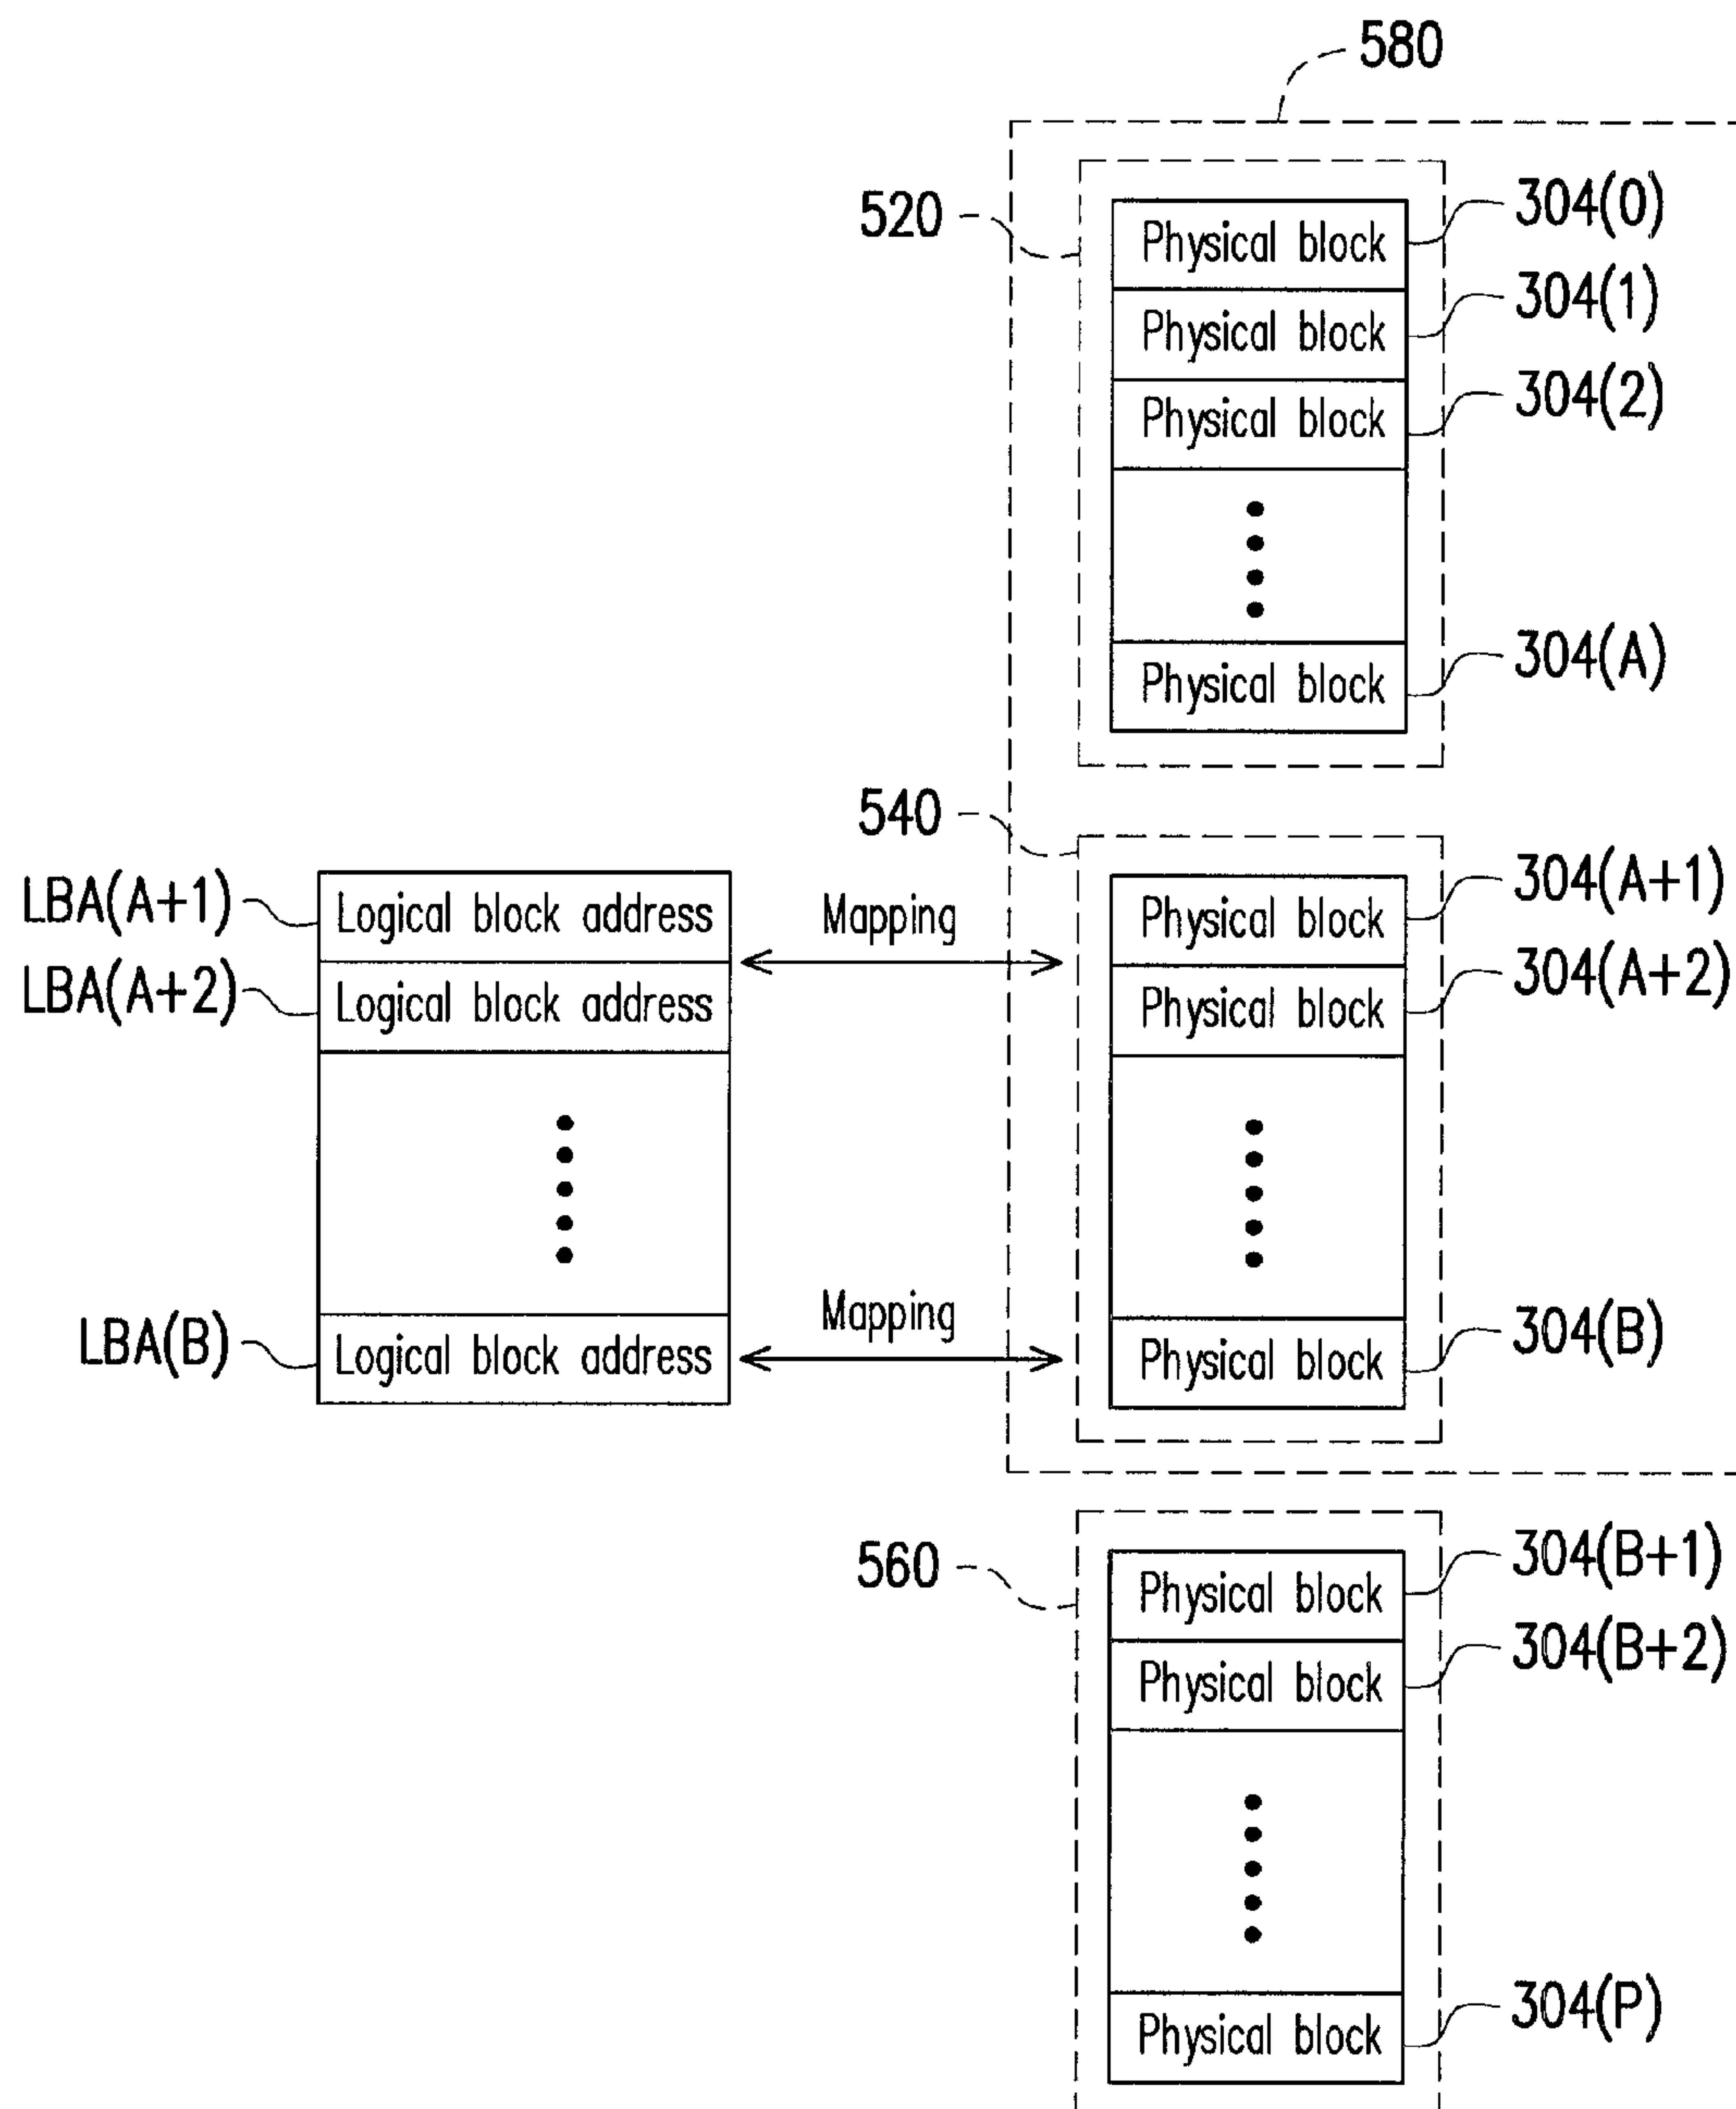 580
520
Physical block 304(0)
Physical block 304(1)
Physical block 304(2)
Physical block 304(A)
540
LBA(A+1) Logical block address Mapping Physical block 304(A+1)
LBA(A+2) Logical block address Physical block 304(A+2)
LBA(B) Logical block address Mapping Physical block 304(B)
560
Physical block 304(B+1)
Physical block 304(B+2)
Physical block 304(P)